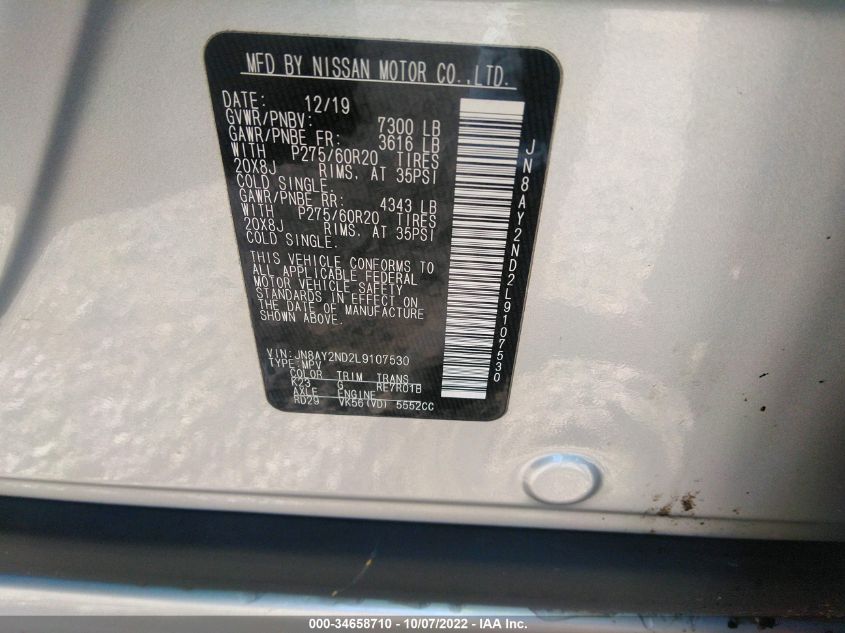 MFD BY NISSAN MOTOR CO.,LTD.
DATE: 12/19
GVWR/PNBV: 7300 LB
GAWR/PNBE FR: 3616 LB
WITH P275/60R20 TIRES
20X8J RIMS, AT 35PSI
COLD SINGLE.
GAWR/PNBE RR: 4343 LB
WITH P275/60R20 TIRES
20X8J RIMS, AT 35PSI
COLD SINGLE.
THIS VEHICLE CONFORMS TO
ALL APPLICABLE FEDERAL
MOTOR VEHICLE SAFETY
STANDARDS IN EFFECT ON
THE DATE OF MANUFACTURE
SHOWN ABOVE.
VIN:JN8AY2ND2L9107530
TYPE:MPV
COLOR TRIM TRANS
K23 G RE7R01B
AXLE ENGINE
RD29 VK56(VD) 5552CC
JN8AY2ND2L9107530
000-34658710 - 10/07/2022 - IAA Inc.